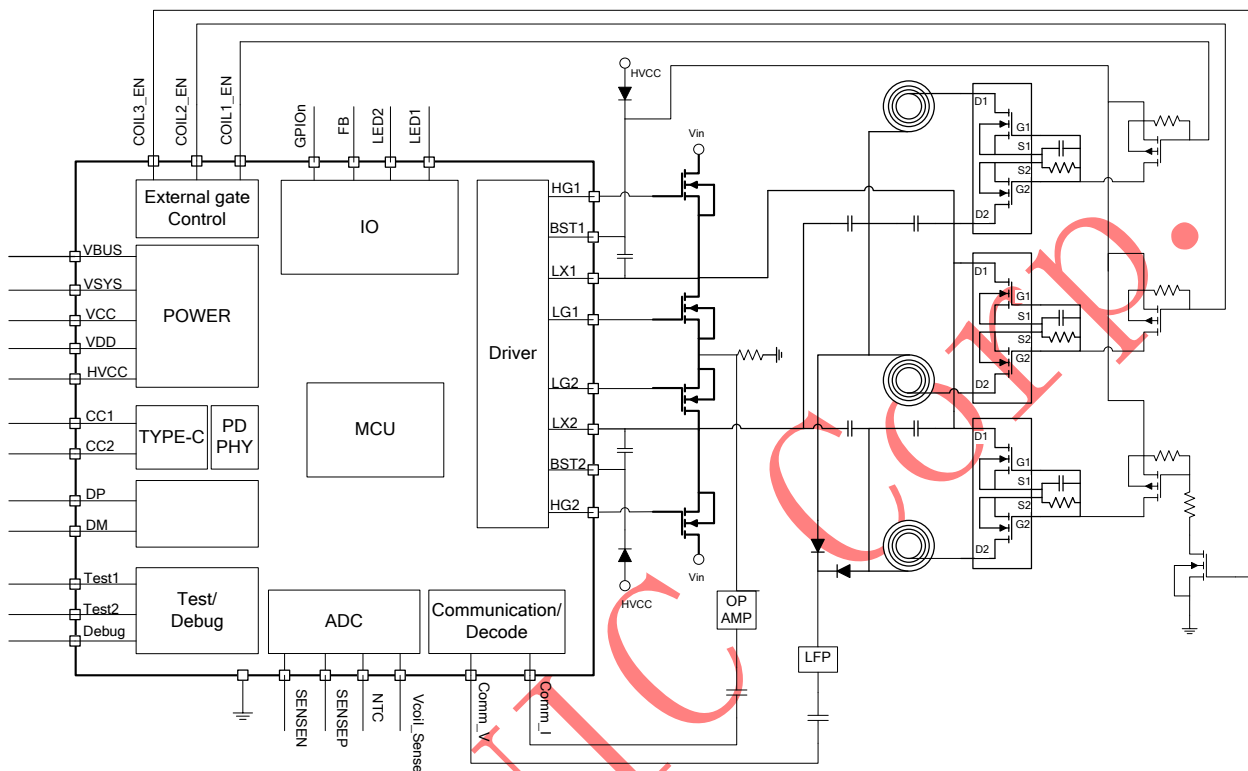 COIL3_EN
COIL2_EN
COIL1_EN
GPIOn
FB
LED2
LED1
HVCC
Vin
External gate
Control
IO
HG1
BST1
LX1
LG1
LG2
LX2
BST2
HG2
Driver
VBUS
VSYS
VCC
VDD
HVCC
POWER
CC1
CC2
TYPE-C
PD
PHY
MCU
DP
DM
Test1
Test2
Debug
Test/
Debug
ADC
Communication/
Decode
SENSEN
SENSEP
NTC
Vcoil_Sense
Comm_V
Comm_I
HVCC
Vin
OP
AMP
LFP
D1
G1
S1
S2
G2
D2
D1
G1
S1
S2
G2
D2
D1
G1
S1
S2
G2
D2
Corp.